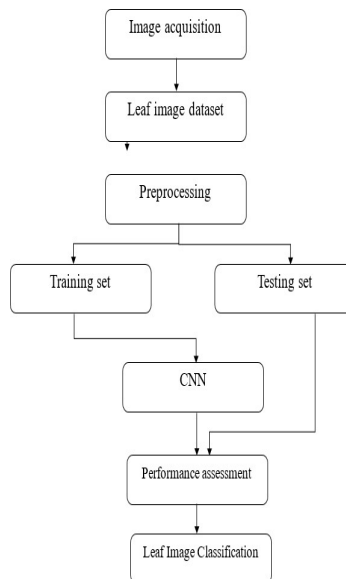 Image acquisition
Leaf image dataset
Preprocessing
Training set
Testing set
CNN
Performance assessment
Leaf Image Classification